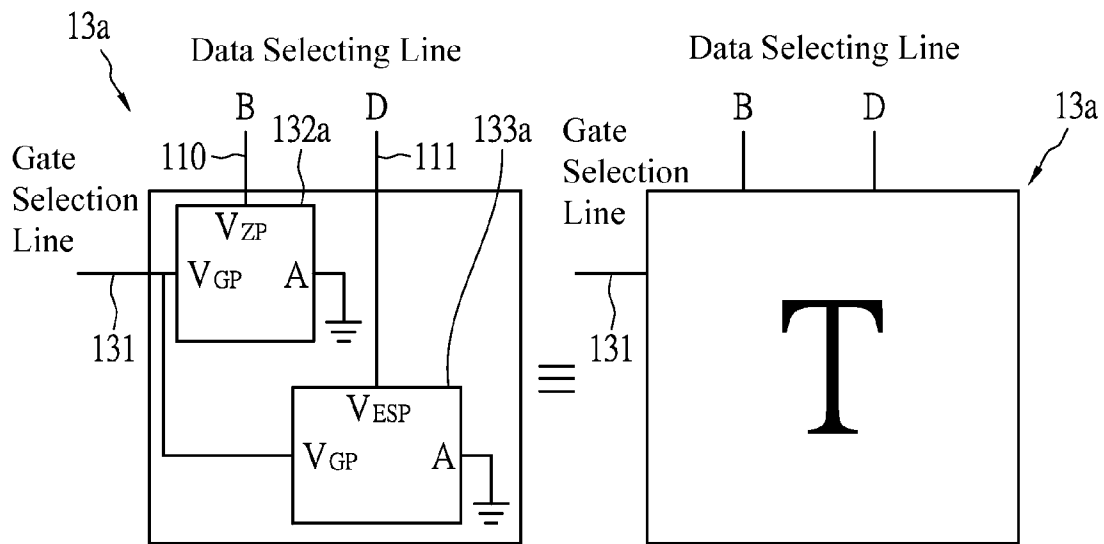 13a
Data Selecting Line
B
D
110
132a
111
133a
Gate
Selection
Line
VZP
VGP
A
131
VESP
VGP
A
≡
Data Selecting Line
B
D
13a
Gate
Selection
Line
131
T